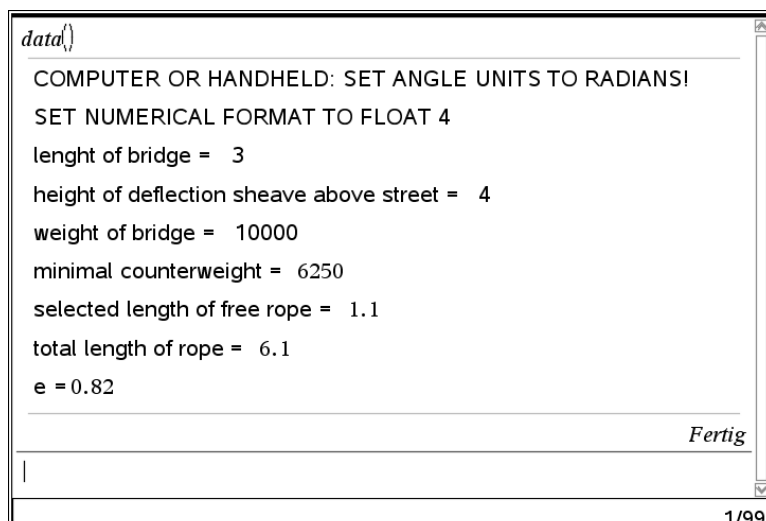 data()
COMPUTER OR HANDHELD: SET ANGLE UNITS TO RADIANS!
SET NUMERICAL FORMAT TO FLOAT 4
lenght of bridge = 3
height of deflection sheave above street = 4
weight of bridge = 10000
minimal counterweight = 6250
selected length of free rope = 1.1
total length of rope = 6.1
e =0.82
Fertig
1/99